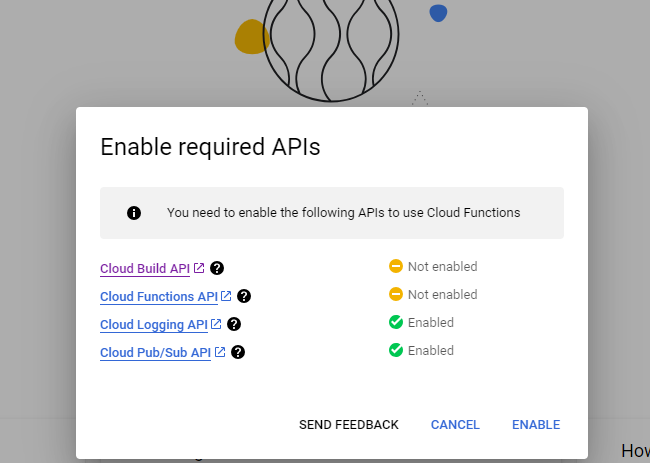 Enable required APIs
You need to enable the following APIs to use Cloud Functions
Cloud Build API Not enabled
Cloud Functions API Not enabled
Cloud Logging API Enabled
Cloud Pub/Sub API Enabled
SEND FEEDBACK CANCEL ENABLE
How